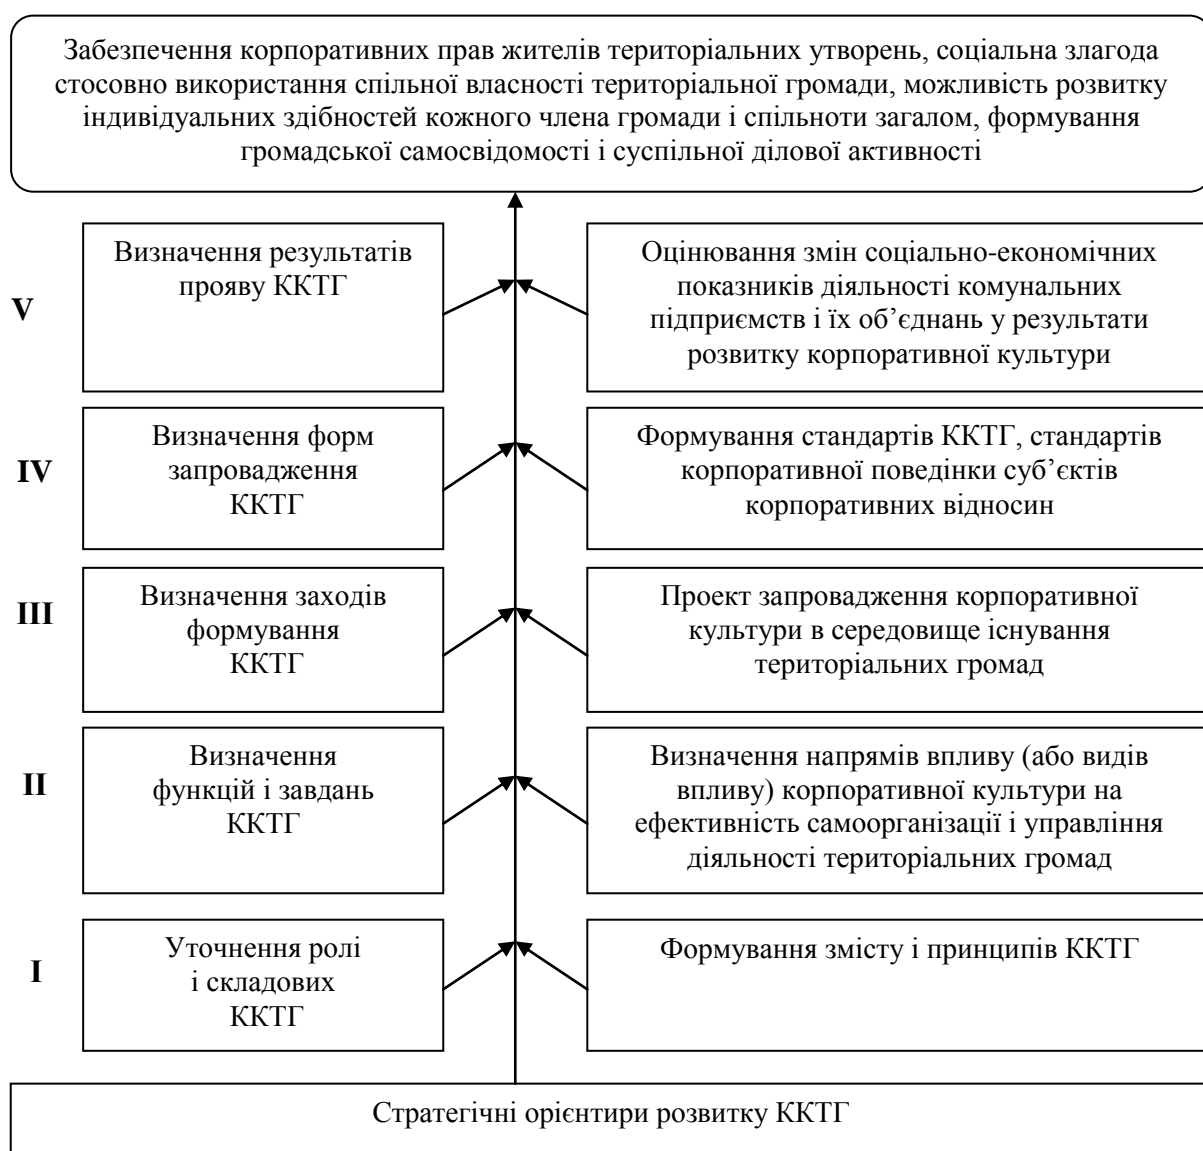 Забезпечення корпоративних прав жителів територіальних утворень, соціальна злагода
стосовно використання спільної власності територіальної громади, можливість розвитку
індивідуальних здібностей кожного члена громади і спільноти загалом, формування
громадської самосвідомості і суспільної ділової активності
V
Визначення результатів
прояву ККТГ
Оцінювання змін соціально-економічних
показників діяльності комунальних
підприємств і їх об’єднань у результати
розвитку корпоративної культури
IV
Визначення форм
запровадження
ККТГ
Формування стандартів ККТГ, стандартів
корпоративної поведінки суб’єктів
корпоративних відносин
III
Визначення заходів
формування
ККТГ
Проект запровадження корпоративної
культури в середовище існування
територіальних громад
II
Визначення
функцій і завдань
ККТГ
Визначення напрямів впливу (або видів
впливу) корпоративної культури на
ефективність самоорганізації і управління
діяльності територіальних громад
I
Уточнення ролі
і складових
ККТГ
Формування змісту і принципів ККТГ
Стратегічні орієнтири розвитку ККТГ